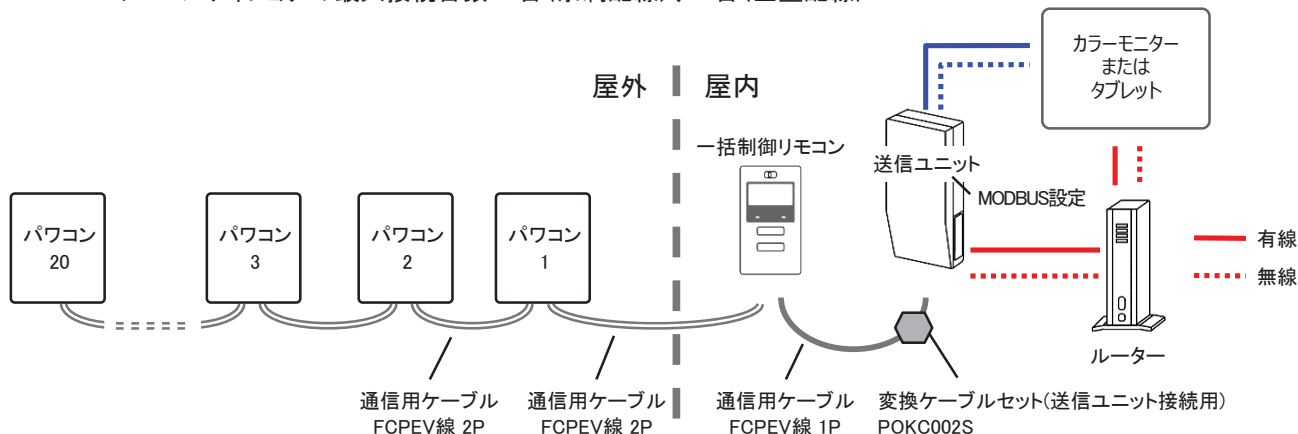 屋外
屋内
カラーモニター
または
タブレット
一括制御リモコン
送信ユニット
MODBUS設定
パワコン
20
パワコン
3
パワコン
2
パワコン
1
有線
無線
ルーター
通信用ケーブル
FCPEV線 2P
通信用ケーブル
FCPEV線 2P
通信用ケーブル
FCPEV線 1P
変換ケーブルセット(送信ユニット接続用)
POKC002S